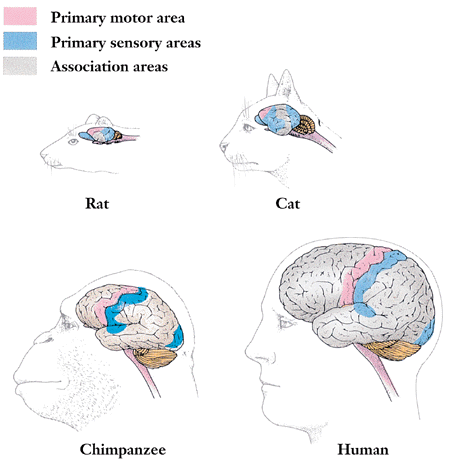 Primary motor area
Primary sensory areas
Association areas
Rat
Cat
Chimpanzee
Human